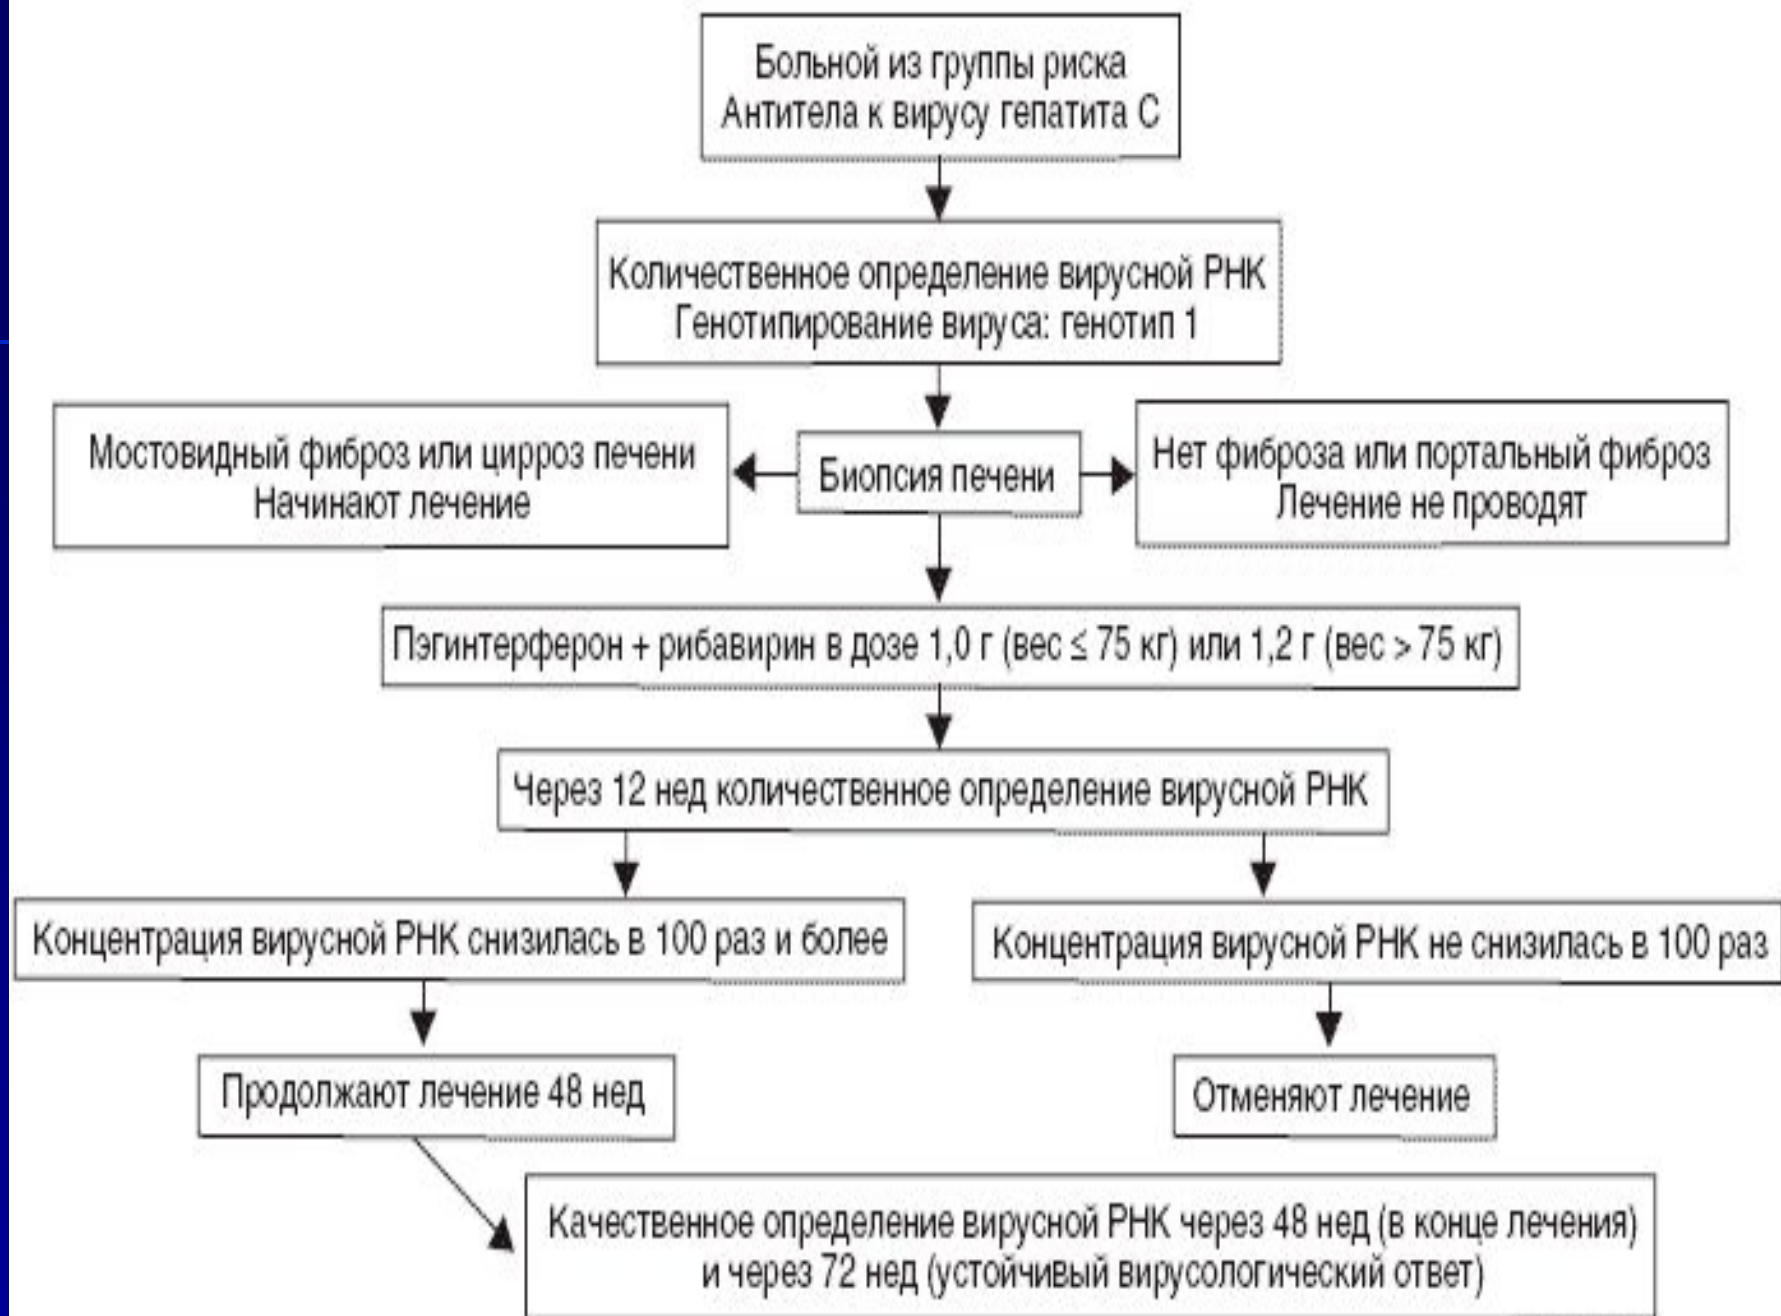 Больной из группы риска
Антитела к вирусу гепатита С
Количественное определение вирусной РНК
Генотипирование вируса: генотип 1
Мостовидный фиброз или цирроз печени
Начинают лечение
Биопсия печени
Нет фиброза или портальный фиброз
Лечение не проводят
Пэгинтерферон + рибавирин в дозе 1,0 г (вес ≤ 75 кг) или 1,2 г (вес > 75 кг)
Через 12 нед количественное определение вирусной РНК
Концентрация вирусной РНК снизилась в 100 раз и более
Концентрация вирусной РНК не снизилась в 100 раз
Продолжают лечение 48 нед
Отменяют лечение
Качественное определение вирусной РНК через 48 нед (в конце лечения)
и через 72 нед (устойчивый вирусологический ответ)